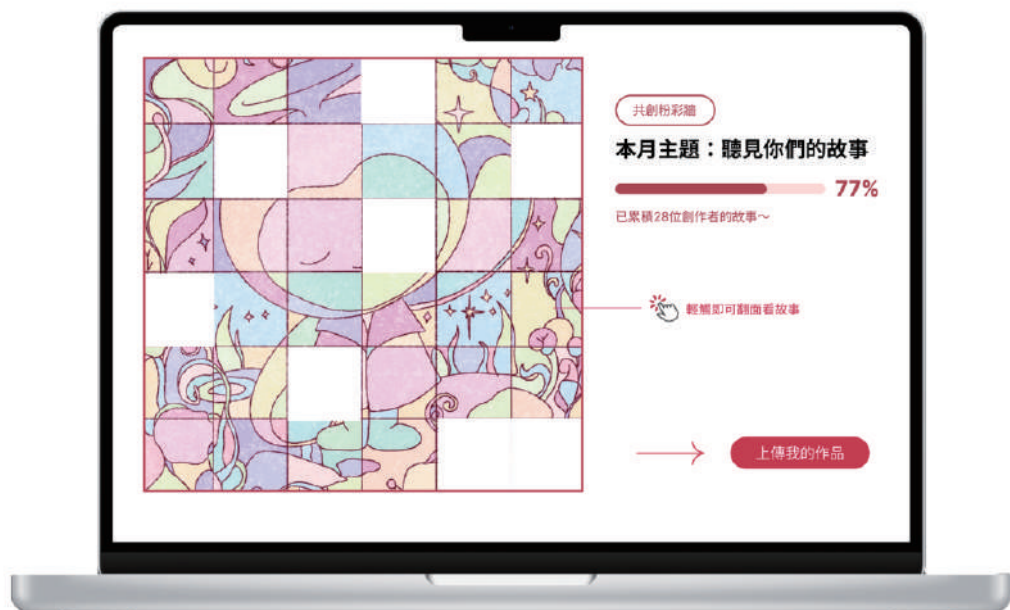 共創粉彩牆
本月主題：聽見你們的故事
77%
已累積28位創作者的故事～
輕觸即可翻面看故事
上傳我的作品